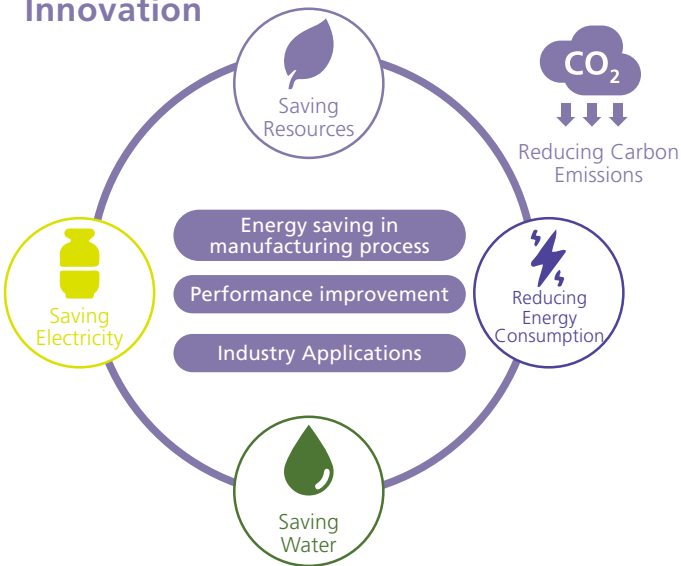 Innovation
Saving
Resources
CO2
Reducing Carbon
Emissions
Energy saving in
manufacturing process
Performance improvement
Industry Applications
Saving
Electricity
Reducing
Energy
Consumption
Saving
Water